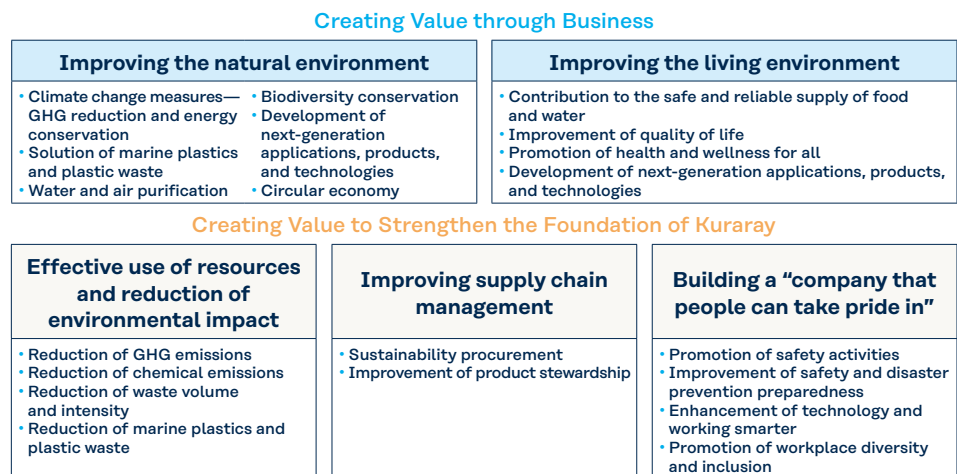 Creating Value through Business
Improving the natural environment
• Climate change measures—
GHG reduction and energy
conservation
• Solution of marine plastics
and plastic waste
• Water and air purification
• Biodiversity conservation
• Development of
next-generation
applications, products,
and technologies
• Circular economy
Improving the living environment
• Contribution to the safe and reliable supply of food
and water
• Improvement of quality of life
• Promotion of health and wellness for all
• Development of next-generation applications, products,
and technologies
Creating Value to Strengthen the Foundation of Kuraray
Effective use of resources
and reduction of
environmental impact
• Reduction of GHG emissions
• Reduction of chemical emissions
• Reduction of waste volume
and intensity
• Reduction of marine plastics and
plastic waste
Improving supply chain
management
• Sustainability procurement
• Improvement of product stewardship
Building a “company that
people can take pride in”
• Promotion of safety activities
• Improvement of safety and disaster
prevention preparedness
• Enhancement of technology and
working smarter
• Promotion of workplace diversity
and inclusion